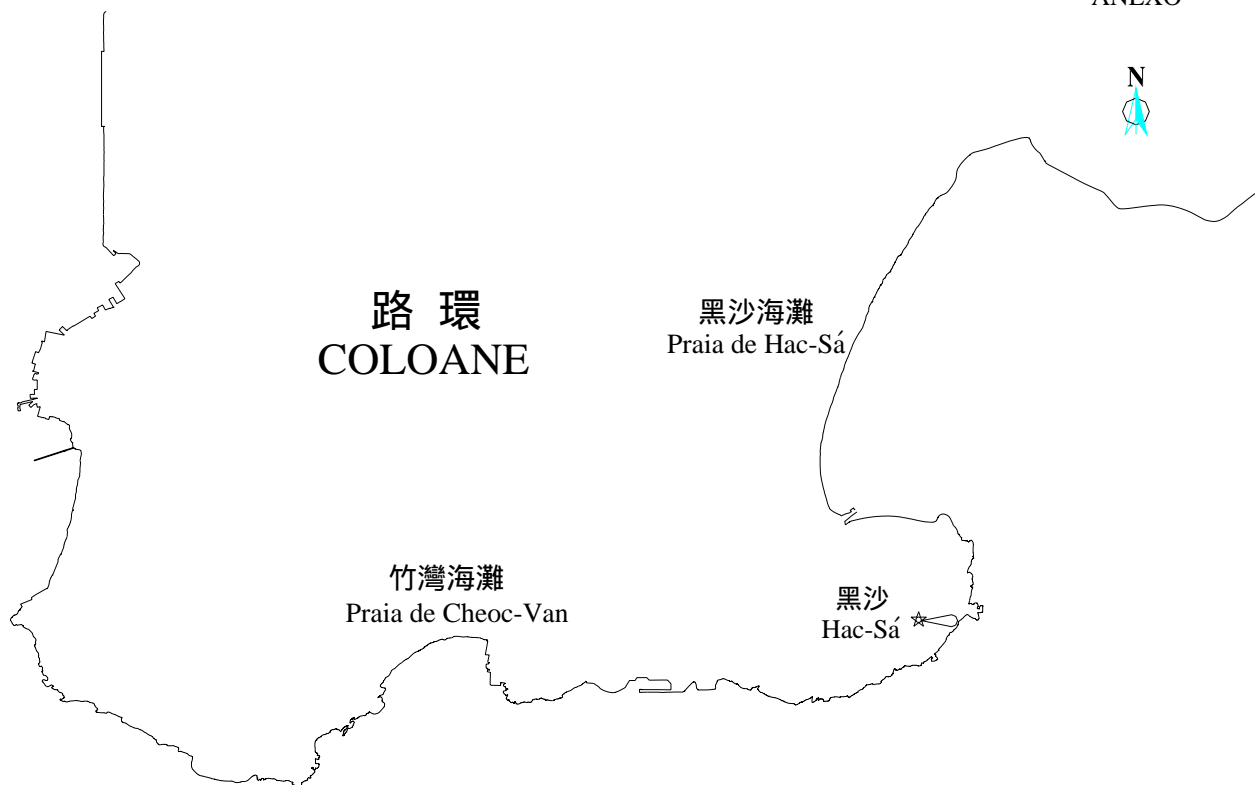 ANEXO
N
路 環
COLOANE
黑沙海灘
Praia de Hac-Sá
竹灣海灘
Praia de Cheoc-Van
黑沙
Hac-Sá